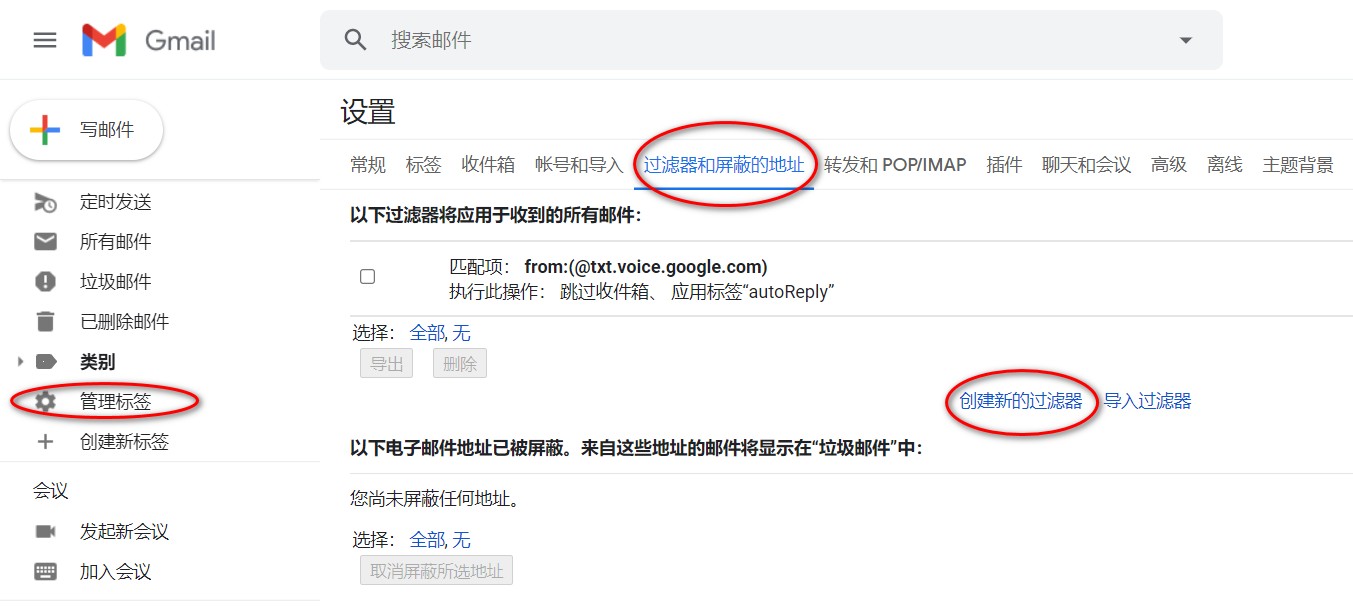 Gmail
搜索邮件
写邮件
定时发送
所有邮件
垃圾邮件
已删除邮件
类别
管理标签
创建新标签
会议
发起新会议
加入会议
设置
常规 标签 收件箱 帐号和导入 过滤器和屏蔽的地址 转发和 POP/IMAP 插件 聊天和会议 高级 离线 主题背景
以下过滤器将应用于收到的所有邮件：
匹配项： from:(@txt.voice.google.com)
执行此操作： 跳过收件箱、 应用标签“autoReply”
选择： 全部, 无
导出 删除
创建新的过滤器 导入过滤器
以下电子邮件地址已被屏蔽。来自这些地址的邮件将显示在“垃圾邮件”中：
您尚未屏蔽任何地址。
选择： 全部, 无
取消屏蔽所选地址